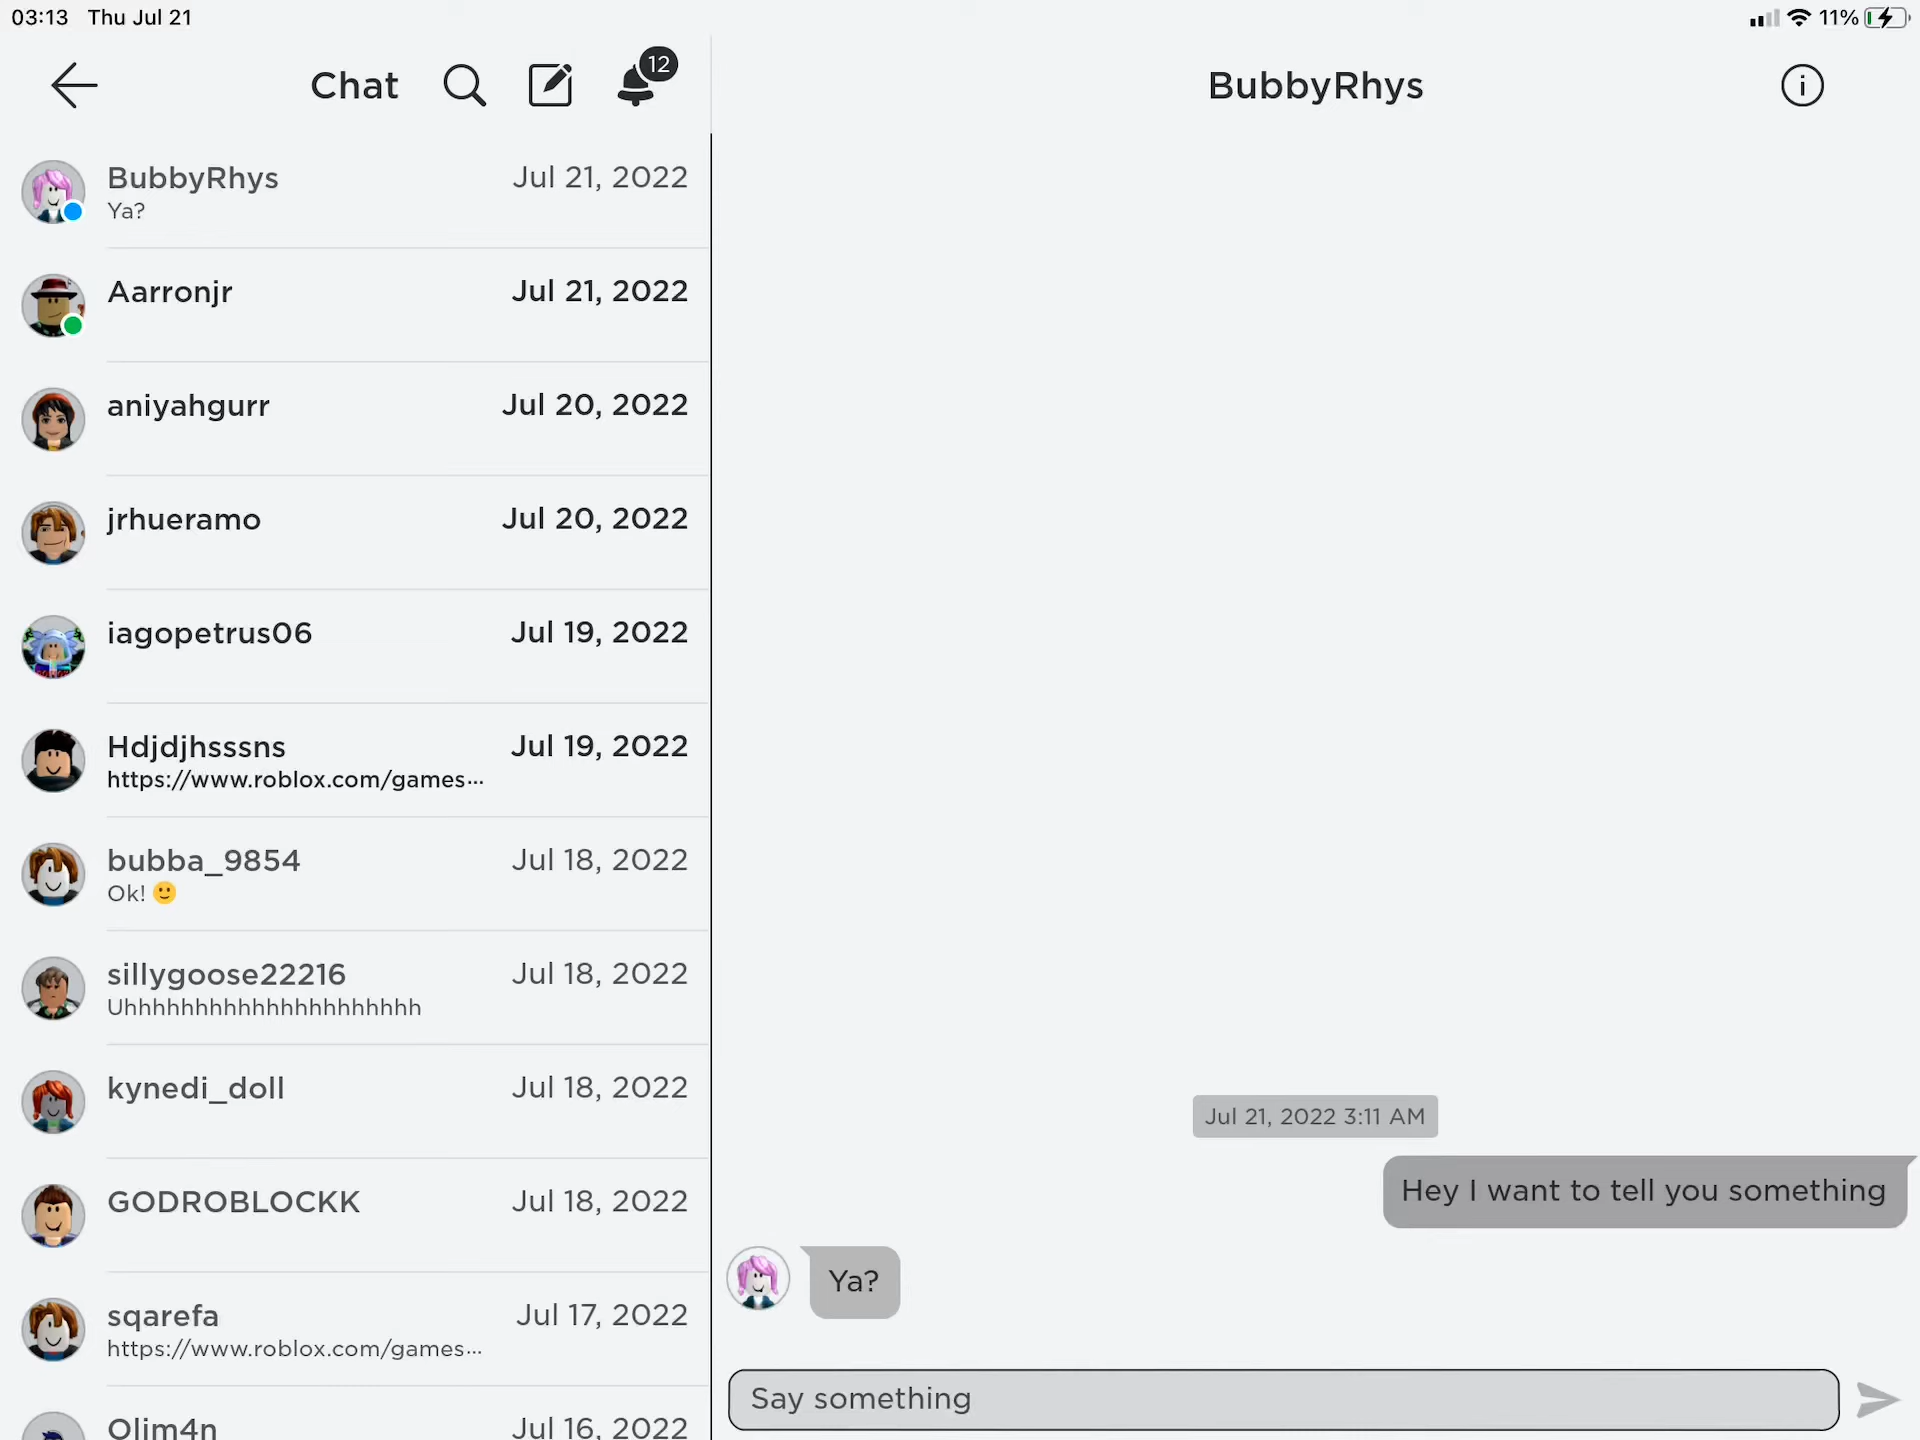 03:13 Thu Jul 21
11%
Chat
12
BubbyRhys
BubbyRhys
Jul 21, 2022
Ya?
Aarronjr
Jul 21, 2022
aniyahgurr
Jul 20, 2022
jrhueramo
Jul 20, 2022
iagopetrus06
Jul 19, 2022
Hdjdjhsssns
Jul 19, 2022
https://www.roblox.com/games...
bubba_9854
Jul 18, 2022
Ok! 🙂
sillygoose22216
Jul 18, 2022
Uhhhhhhhhhhhhhhhhhhhhh
kynedi_doll
Jul 18, 2022
GODROBLOCKK
Jul 18, 2022
sqarefa
Jul 17, 2022
https://www.roblox.com/games...
Olim4n
Jul 16, 2022
Jul 21, 2022 3:11 AM
Hey I want to tell you something
Ya?
Say something